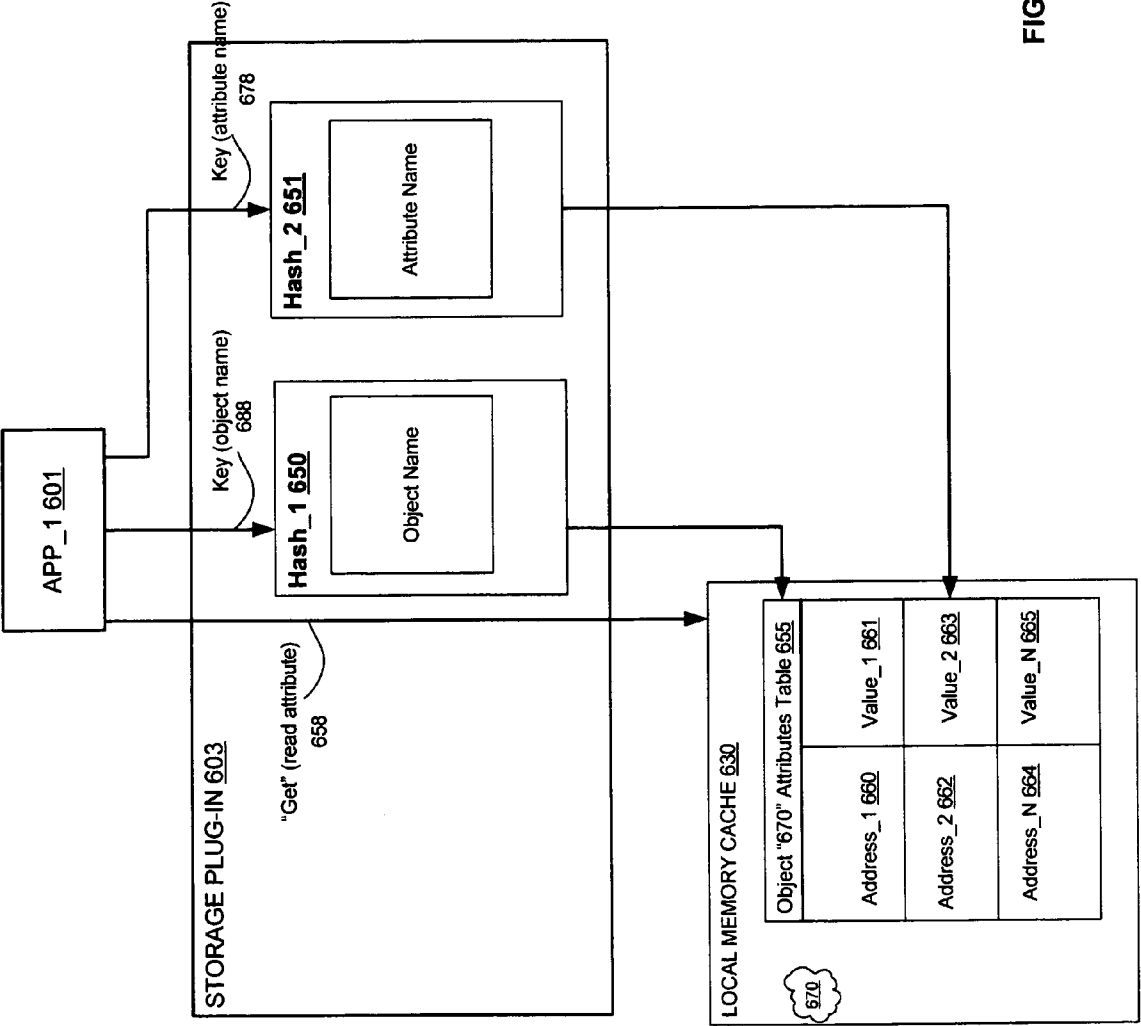 APP_1 601
Key (attribute name)
678
Key (object name)
688
STORAGE PLUG-IN 603
"Get" (read attribute)
658
Hash_1 650
Object Name
Hash_2 651
Attribute Name
LOCAL MEMORY CACHE 630
670
Object "670" Attributes Table 655
Address_1 660
Value_1 661
Address_2 662
Value_2 663
Address_N 664
Value_N 665
FIG